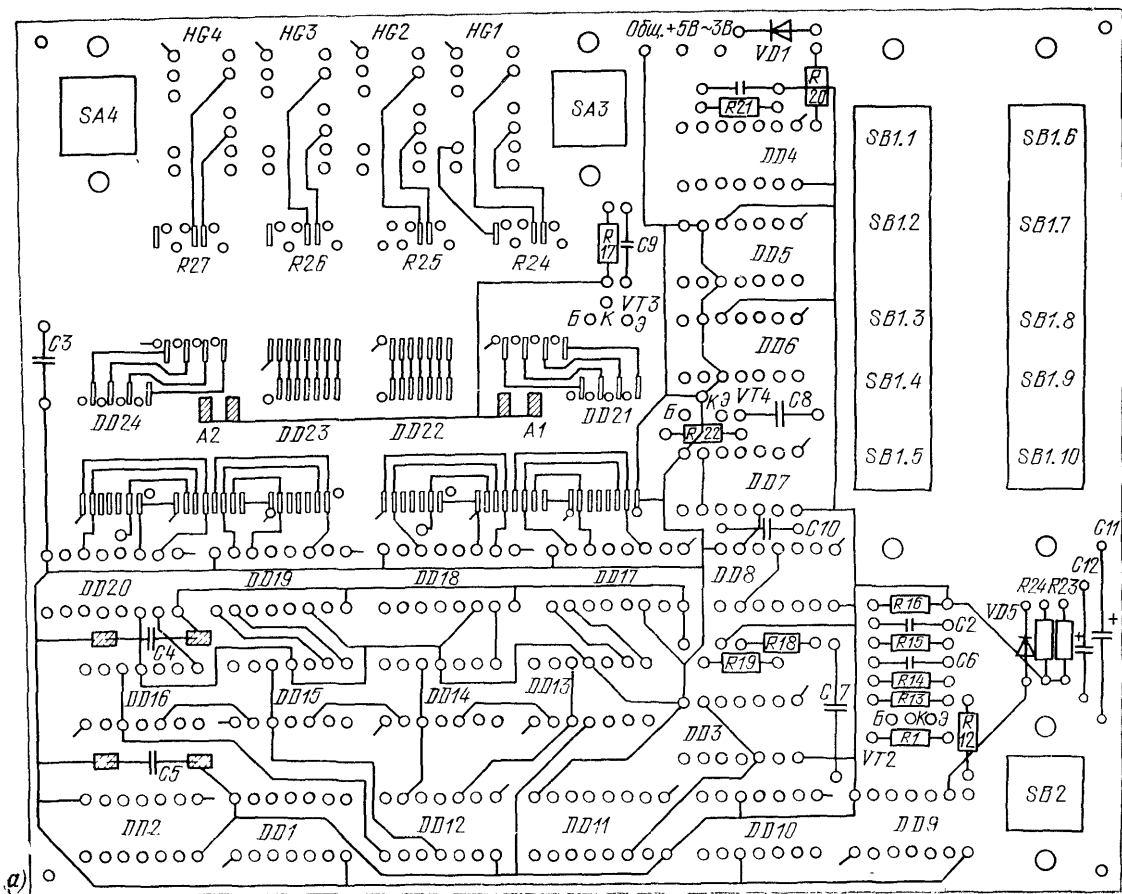 HG4 HG3 HG2 HG1 Общ. +5В ~3В
VD1
SA4 SA3 R20
R21
SB1.1 SB1.6
DD4
SB1.2 SB1.7
R17 C9
R27 R26 R25 R24 DD5
VT3
Б К Э
C3 SB1.3 SB1.8
DD6
SB1.4 SB1.9
VT4
DD24 A2 DD23 DD22 A1 DD21 Б К Э C8
R22
SB1.5 SB1.10
DD7
C10
C11
DD20 DD19 DD18 DD17 DD8 C12
R24 R23
R16 VD5
C2 + +
C4 R18 R15
R19 C6
DD16 DD15 DD14 DD13 R14
C7 R13
Б К Э
DD3 R1 R12
C5 VT2
SB2
DD2 DD1 DD12 DD11 DD10 DD9
а)